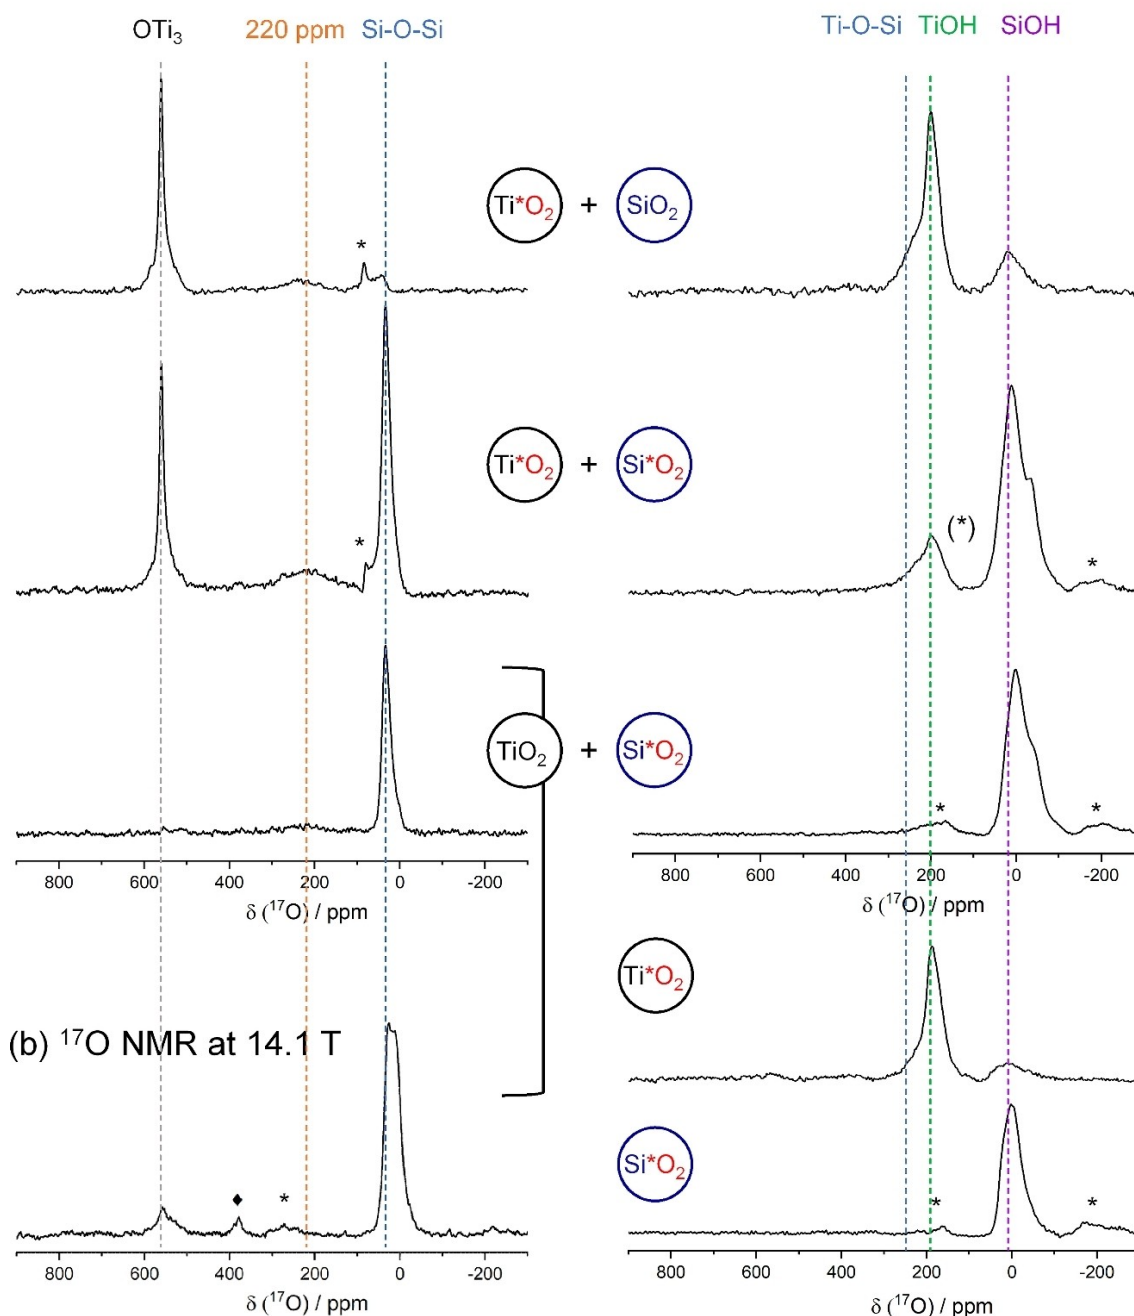 OTi₃ 220 ppm Si-O-Si Ti-O-Si TiOH SiOH
Ti*O₂ + SiO₂
*
Ti*O₂ + Si*O₂
* (*) *
TiO₂ + Si*O₂
* *
800 600 400 200 0 -200
δ (¹⁷O) / ppm
800 600 400 200 0 -200
δ (¹⁷O) / ppm
Ti*O₂
(b) ¹⁷O NMR at 14.1 T
Si*O₂
♦ * * *
800 600 400 200 0 -200
δ (¹⁷O) / ppm
800 600 400 200 0 -200
δ (¹⁷O) / ppm